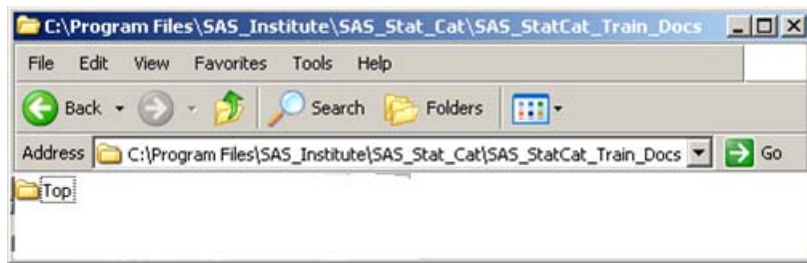 C:\Program Files\SAS_Institute\SAS_Stat_Cat\SAS_StatCat_Train_Docs
File Edit View Favorites Tools Help
Back Search Folders
Address C:\Program Files\SAS_Institute\SAS_Stat_Cat\SAS_StatCat_Train_Docs Go
Top